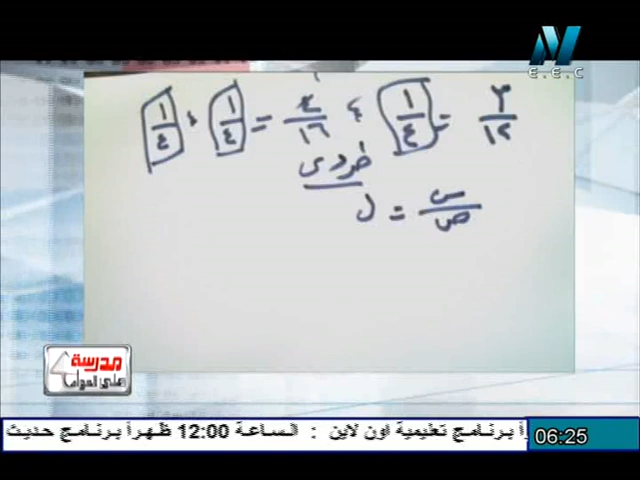 E.E.C
٣/١٢ = ١/٤ ، ٤/١٦ = ١/٤ ، ١/٤
طردى
س/ص = د
مدرسة
على الهواء
أ برنامج تعليمية اون لاين : الساعة 12:00 ظهرا برنامج حديث
06:25